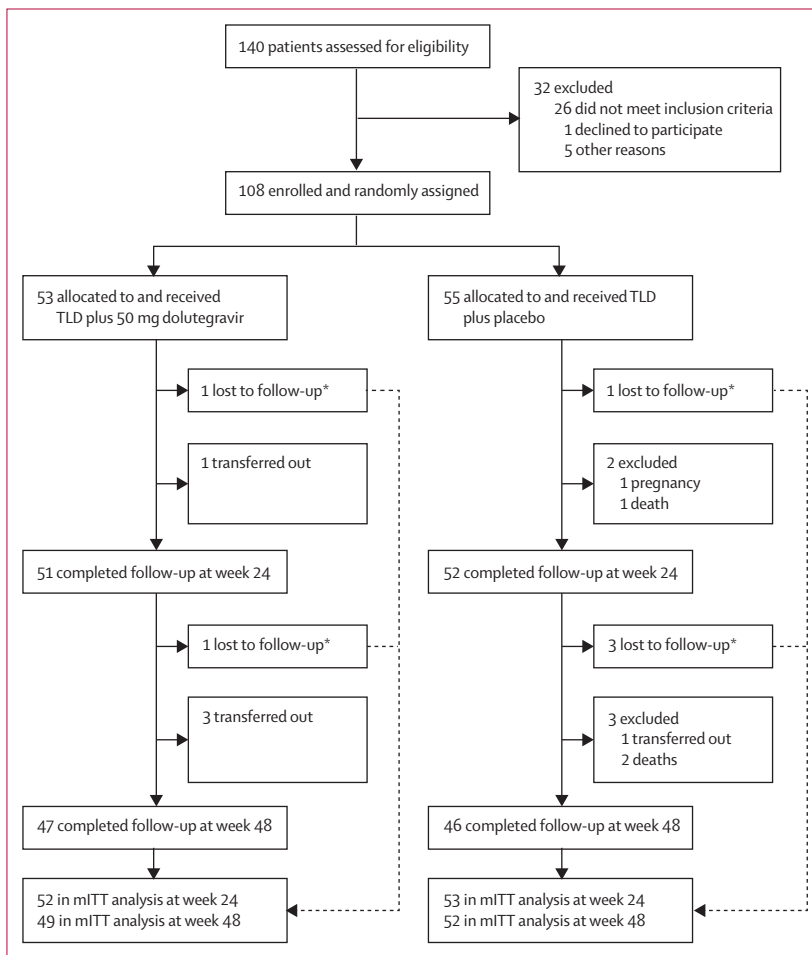 140 patients assessed for eligibility
32 excluded
26 did not meet inclusion criteria
1 declined to participate
5 other reasons
108 enrolled and randomly assigned
53 allocated to and received
TLD plus 50 mg dolutegravir
55 allocated to and received TLD
plus placebo
1 lost to follow-up*
1 lost to follow-up*
1 transferred out
2 excluded
1 pregnancy
1 death
51 completed follow-up at week 24
52 completed follow-up at week 24
1 lost to follow-up*
3 lost to follow-up*
3 transferred out
3 excluded
1 transferred out
2 deaths
47 completed follow-up at week 48
46 completed follow-up at week 48
52 in mITT analysis at week 24
49 in mITT analysis at week 48
53 in mITT analysis at week 24
52 in mITT analysis at week 48